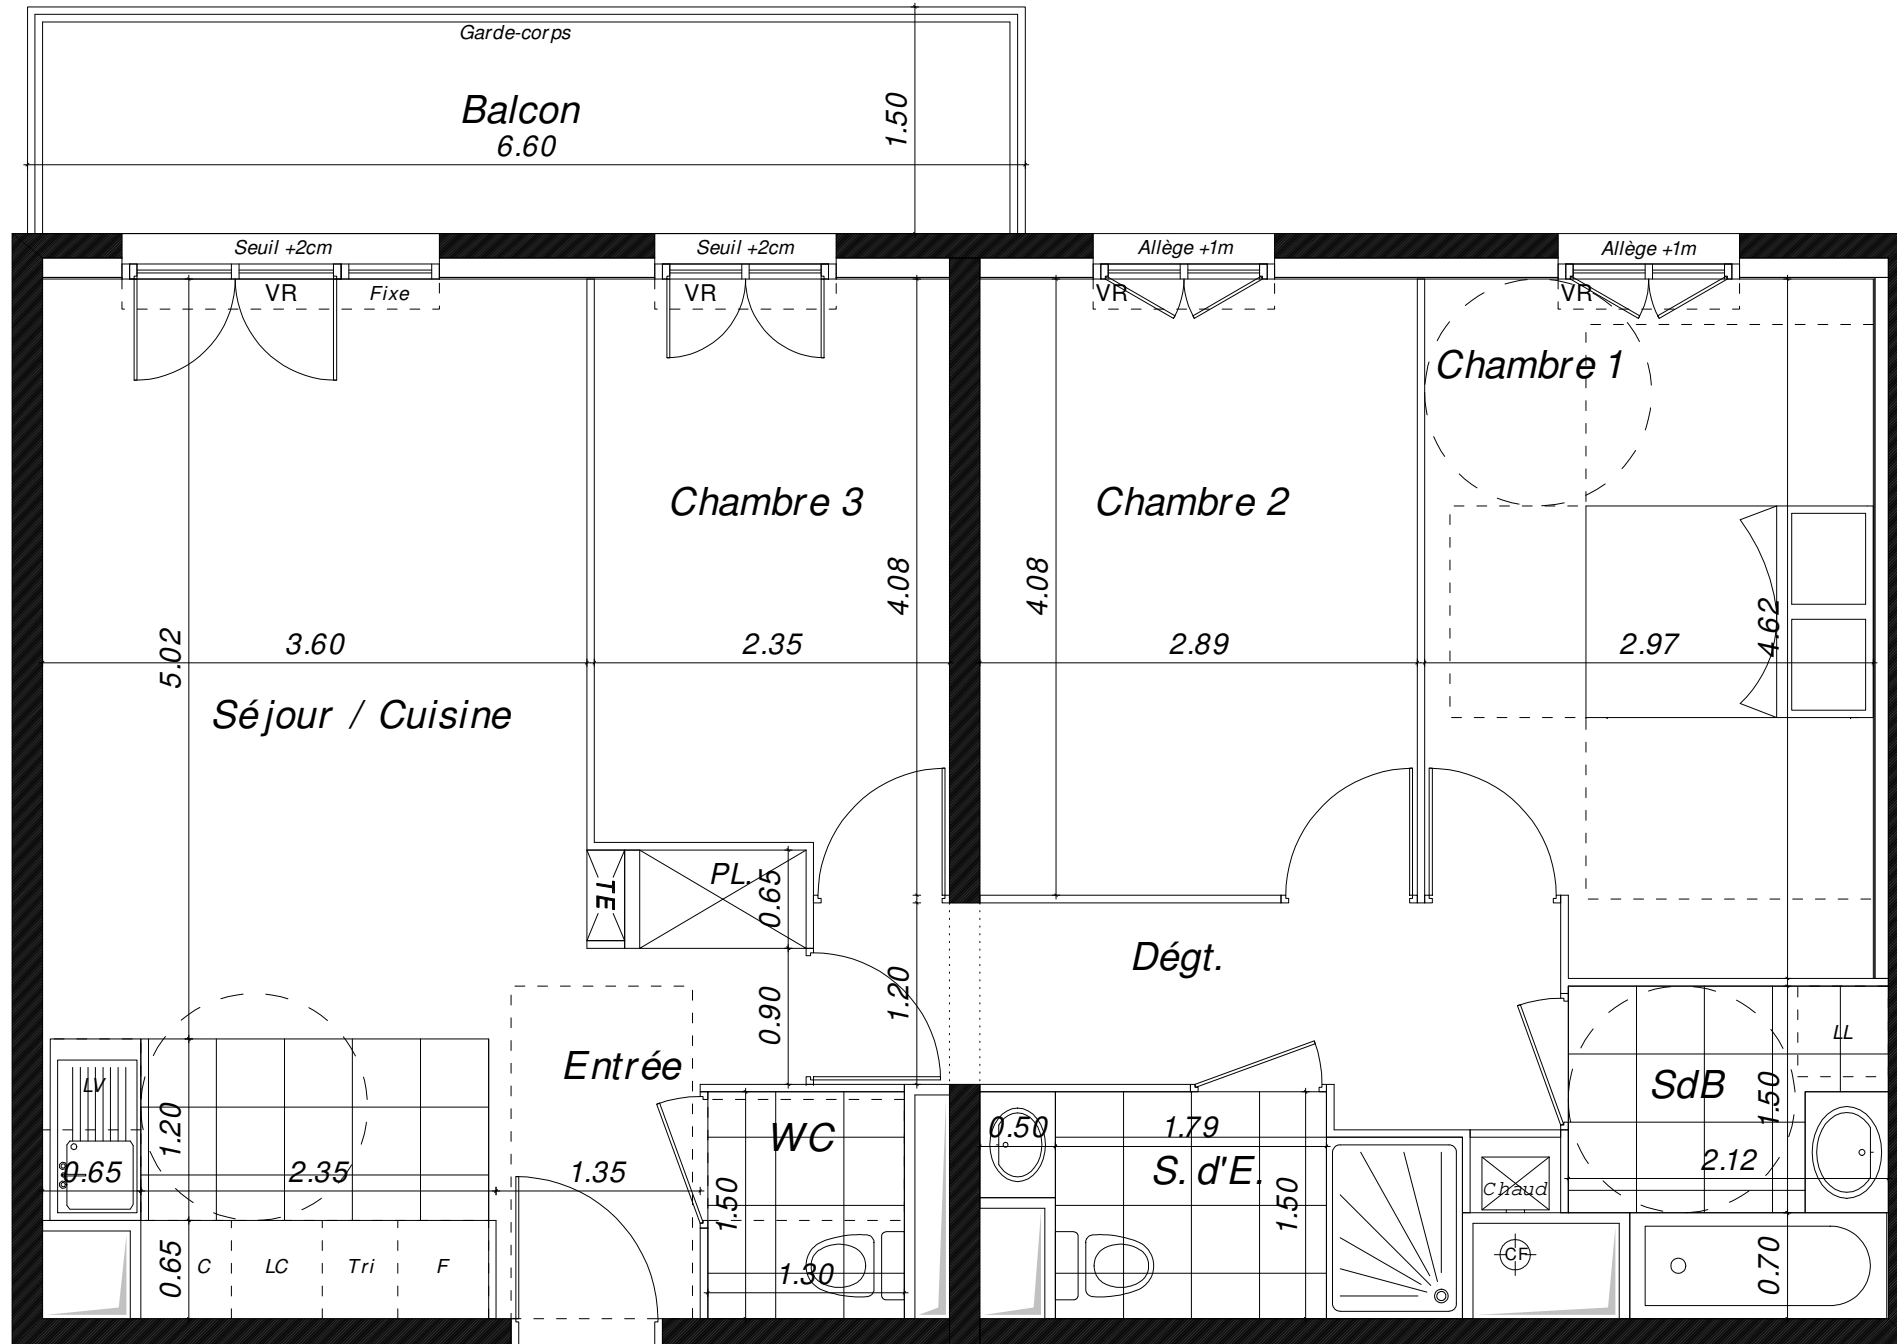 Garde-corps
Balcon
6.60
1.50
Seuil +2cm
Seuil +2cm
Allège +1m
Allège +1m
VR
Fixe
VR
VR
VR
Chambre 1
Chambre 3
Chambre 2
4.08
4.08
5.02
3.60
2.35
2.89
2.97
4.62
Séjour / Cuisine
TE
PL.
0.65
Dégt.
0.90
1.20
Entrée
LV
1.20
0.65
2.35
1.35
WC
1.50
1.30
0.50
1.79
S. d'E.
1.50
SdB
LL
1.50
2.12
Chaud
CF
0.70
0.65
C
LC
Tri
F